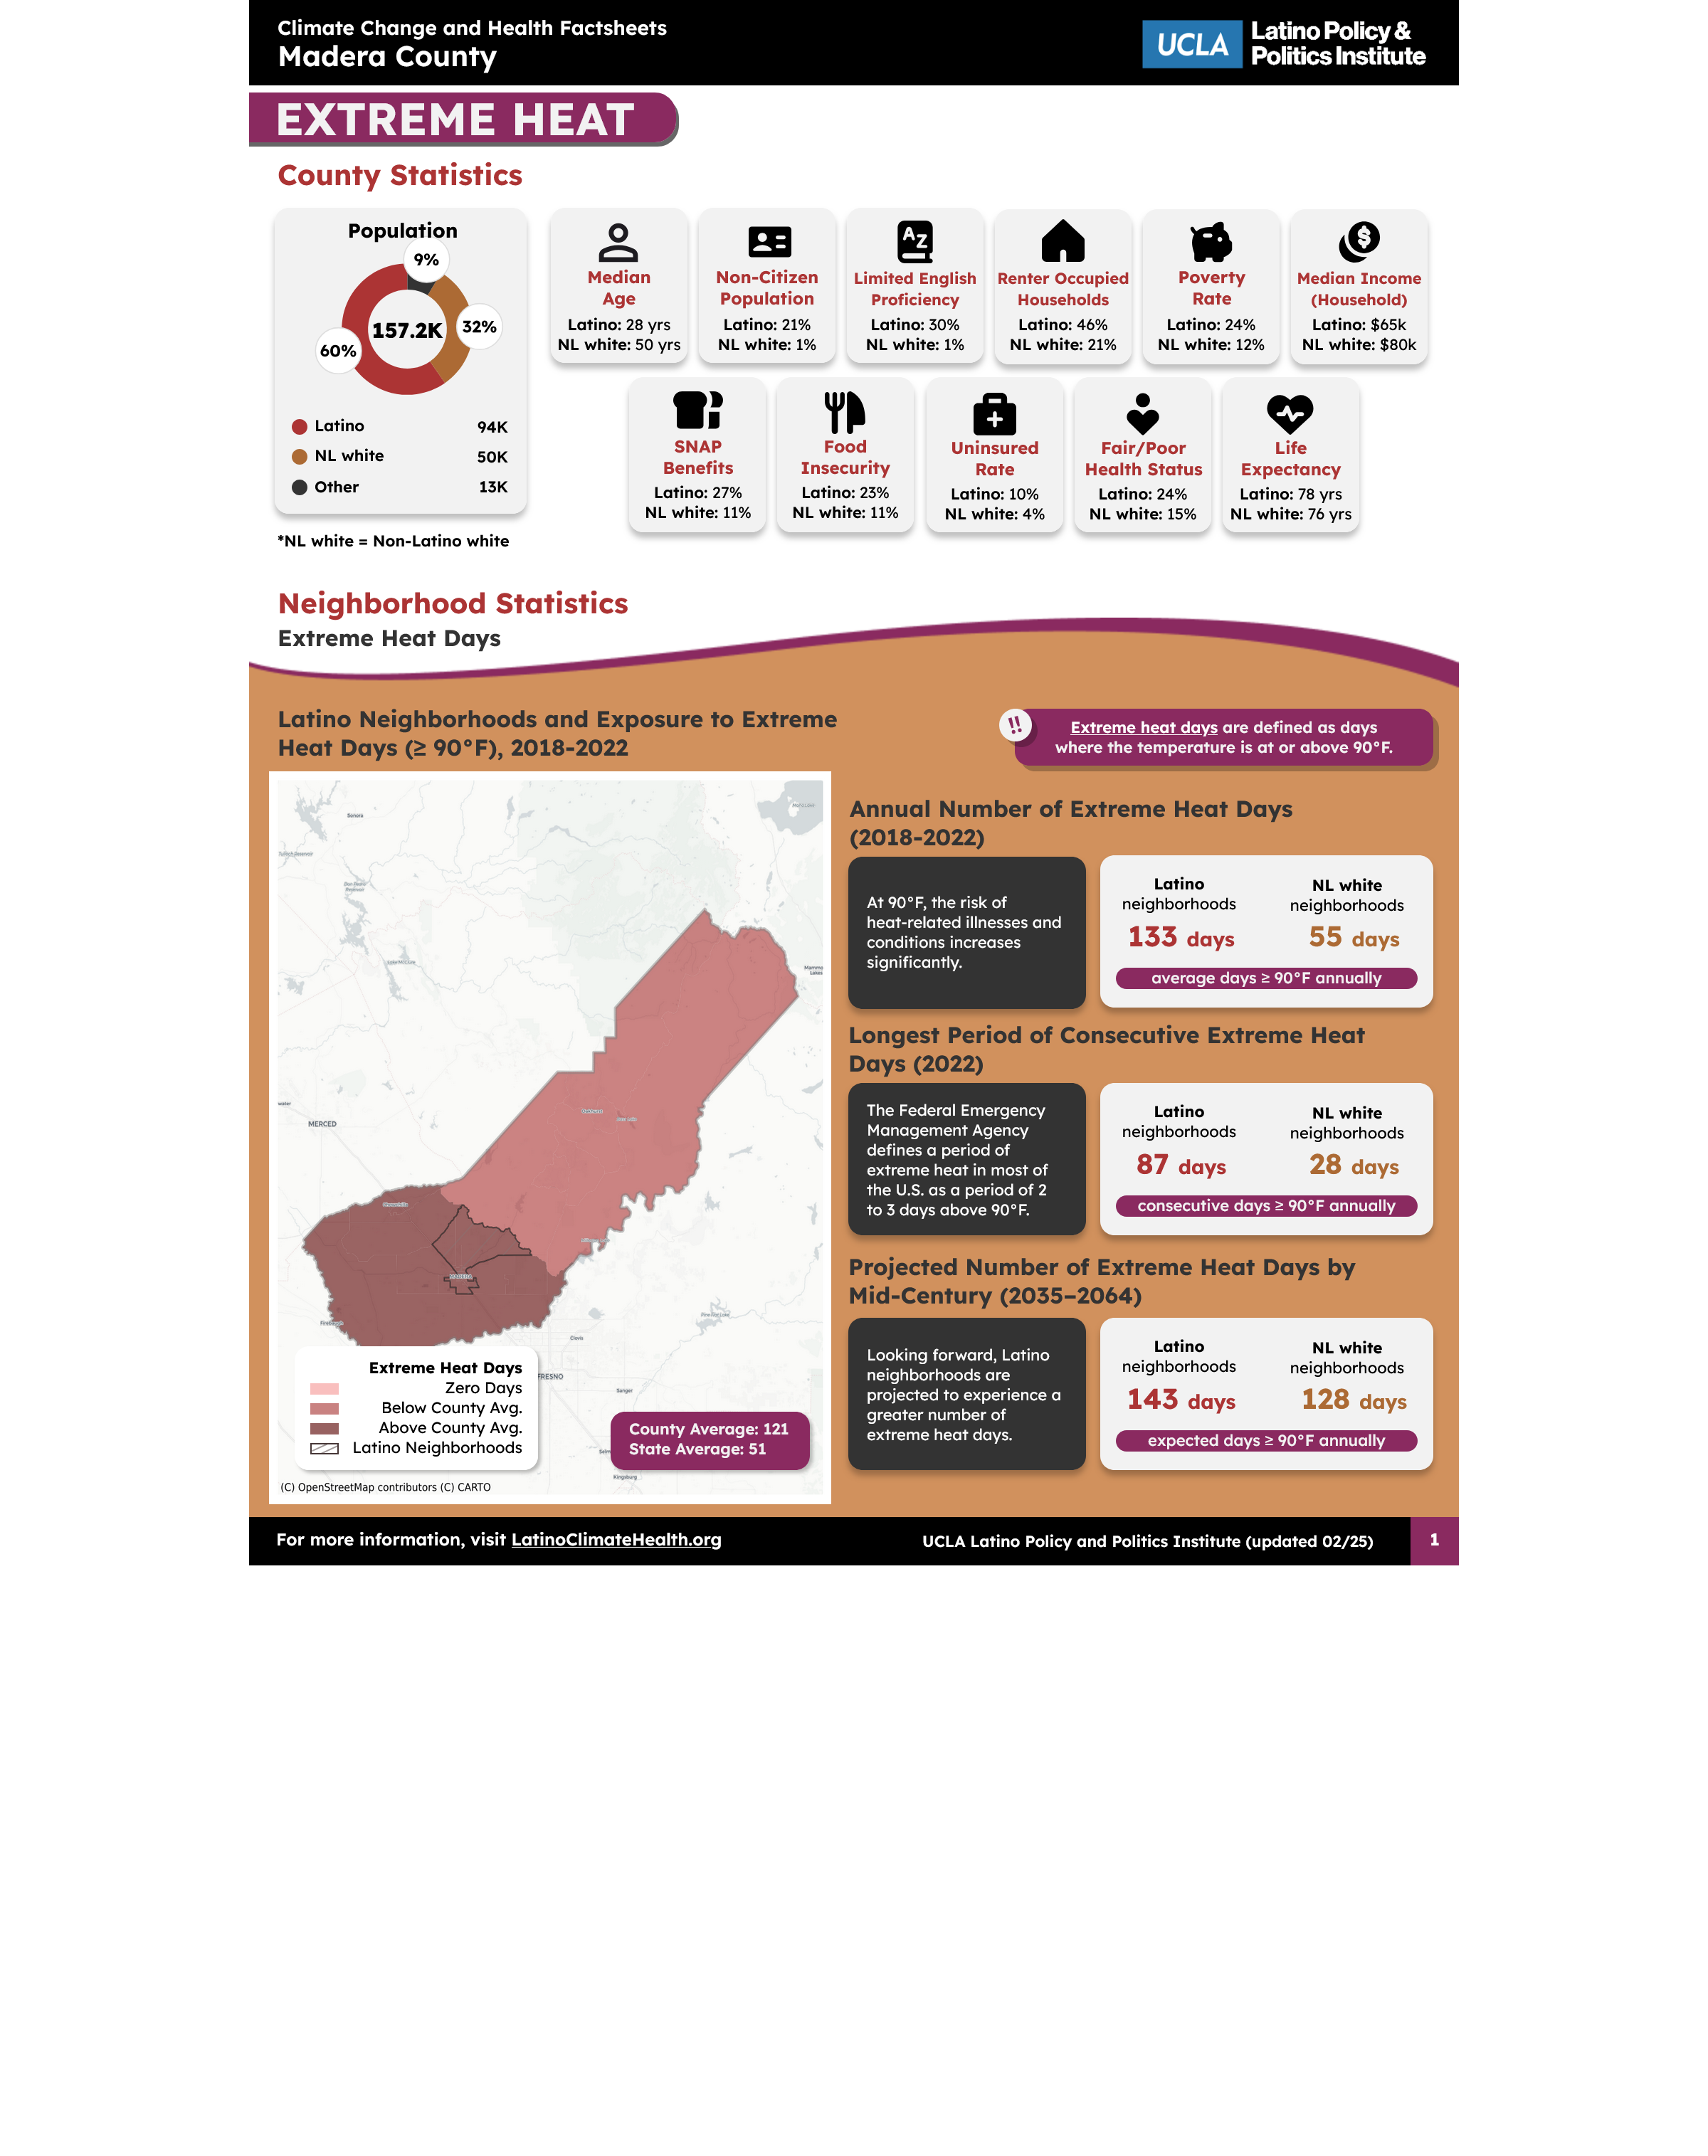 Climate Change and Health Factsheets
Madera County
UCLA
Latino Policy &
Politics Institute
EXTREME HEAT
County Statistics
Population
9%
32%
60%
157.2K
Latino 94K
NL white 50K
Other 13K
*NL white = Non-Latino white
Median
Age
Latino: 28 yrs
NL white: 50 yrs
Non-Citizen
Population
Latino: 21%
NL white: 1%
A Z
Limited English
Proficiency
Latino: 30%
NL white: 1%
Renter Occupied
Households
Latino: 46%
NL white: 21%
Poverty
Rate
Latino: 24%
NL white: 12%
$
Median Income
(Household)
Latino: $65k
NL white: $80k
SNAP
Benefits
Latino: 27%
NL white: 11%
Food
Insecurity
Latino: 23%
NL white: 11%
Uninsured
Rate
Latino: 10%
NL white: 4%
Fair/Poor
Health Status
Latino: 24%
NL white: 15%
Life
Expectancy
Latino: 78 yrs
NL white: 76 yrs
Neighborhood Statistics
Extreme Heat Days
Latino Neighborhoods and Exposure to Extreme
Heat Days (≥ 90°F), 2018-2022
!!
Extreme heat days are defined as days
where the temperature is at or above 90°F.
Sonora
Mammo
Lakes
water
MERCED
Clovis
FRESNO
Sanger
Kingsburg
Extreme Heat Days
Zero Days
Below County Avg.
Above County Avg.
Latino Neighborhoods
County Average: 121
State Average: 51
(C) OpenStreetMap contributors (C) CARTO
Annual Number of Extreme Heat Days
(2018-2022)
At 90°F, the risk of
heat-related illnesses and
conditions increases
significantly.
Latino
neighborhoods
133 days
NL white
neighborhoods
55 days
average days ≥ 90°F annually
Longest Period of Consecutive Extreme Heat
Days (2022)
The Federal Emergency
Management Agency
defines a period of
extreme heat in most of
the U.S. as a period of 2
to 3 days above 90°F.
Latino
neighborhoods
87 days
NL white
neighborhoods
28 days
consecutive days ≥ 90°F annually
Projected Number of Extreme Heat Days by
Mid-Century (2035–2064)
Looking forward, Latino
neighborhoods are
projected to experience a
greater number of
extreme heat days.
Latino
neighborhoods
143 days
NL white
neighborhoods
128 days
expected days ≥ 90°F annually
For more information, visit LatinoClimateHealth.org
UCLA Latino Policy and Politics Institute (updated 02/25)
1